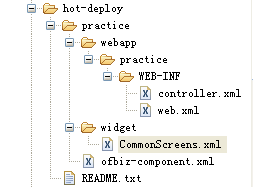 hot-deploy
practice
webapp
practice
WEB-INF
controller.xml
web.xml
widget
CommonScreens.xml
ofbiz-component.xml
README.txt